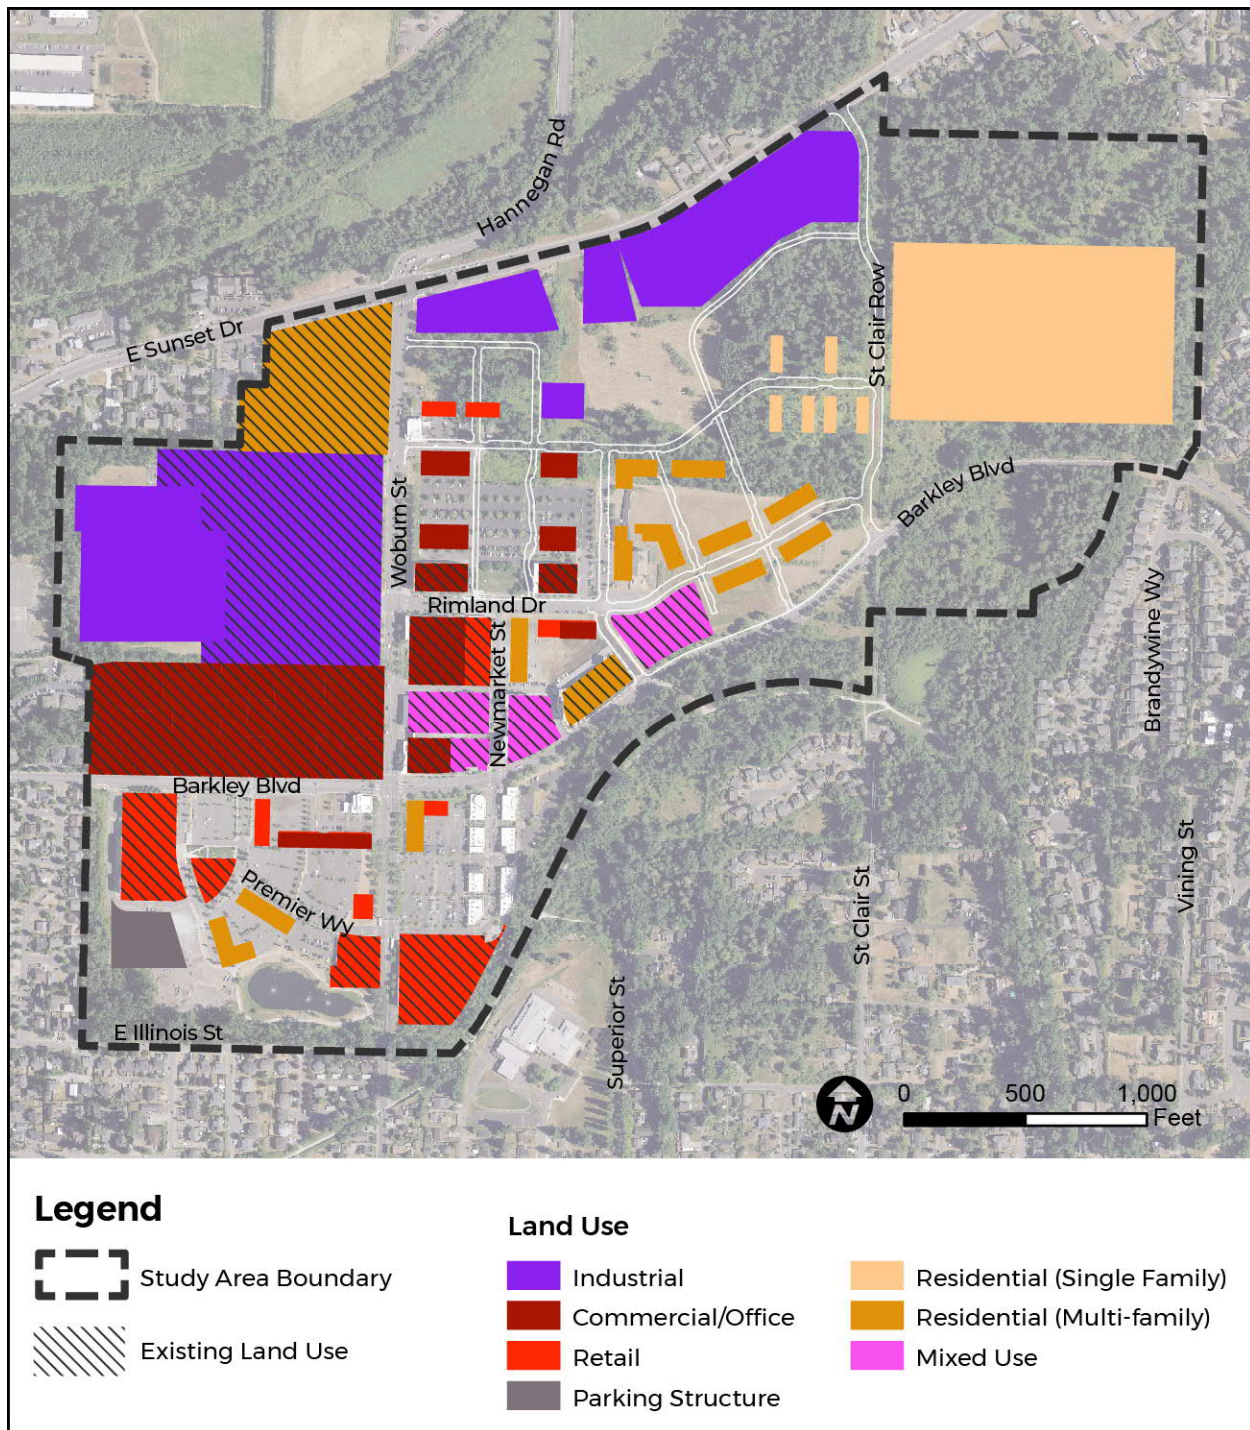 Hannegan Rd
E Sunset Dr
St Clair Row
Barkley Blvd
Woburn St
Rimland Dr
Newmarket St
Brandywine Wy
Barkley Blvd
Premier Wy
Vining St
St Clair St
Superior St
E Illinois St
N
0 500 1,000
Feet
Legend
Study Area Boundary
Existing Land Use
Land Use
Industrial
Commercial/Office
Retail
Parking Structure
Residential (Single Family)
Residential (Multi-family)
Mixed Use